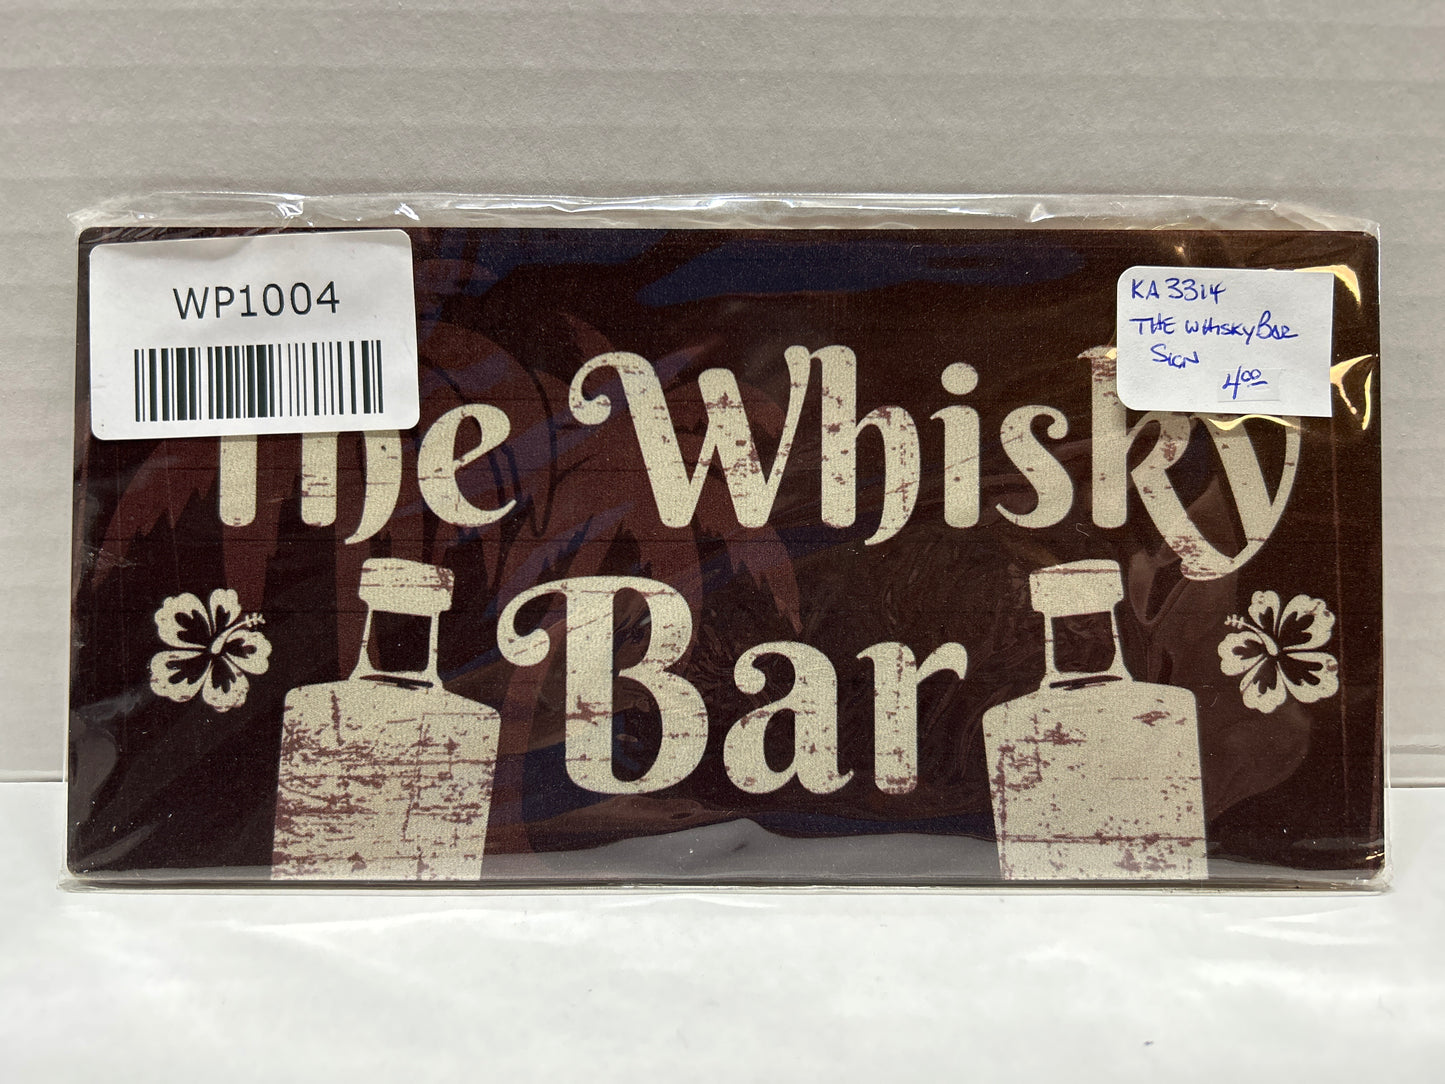 WP1004
KA3314
THE WHISKY BAR
SIGN
4.00
The Whisky
Bar